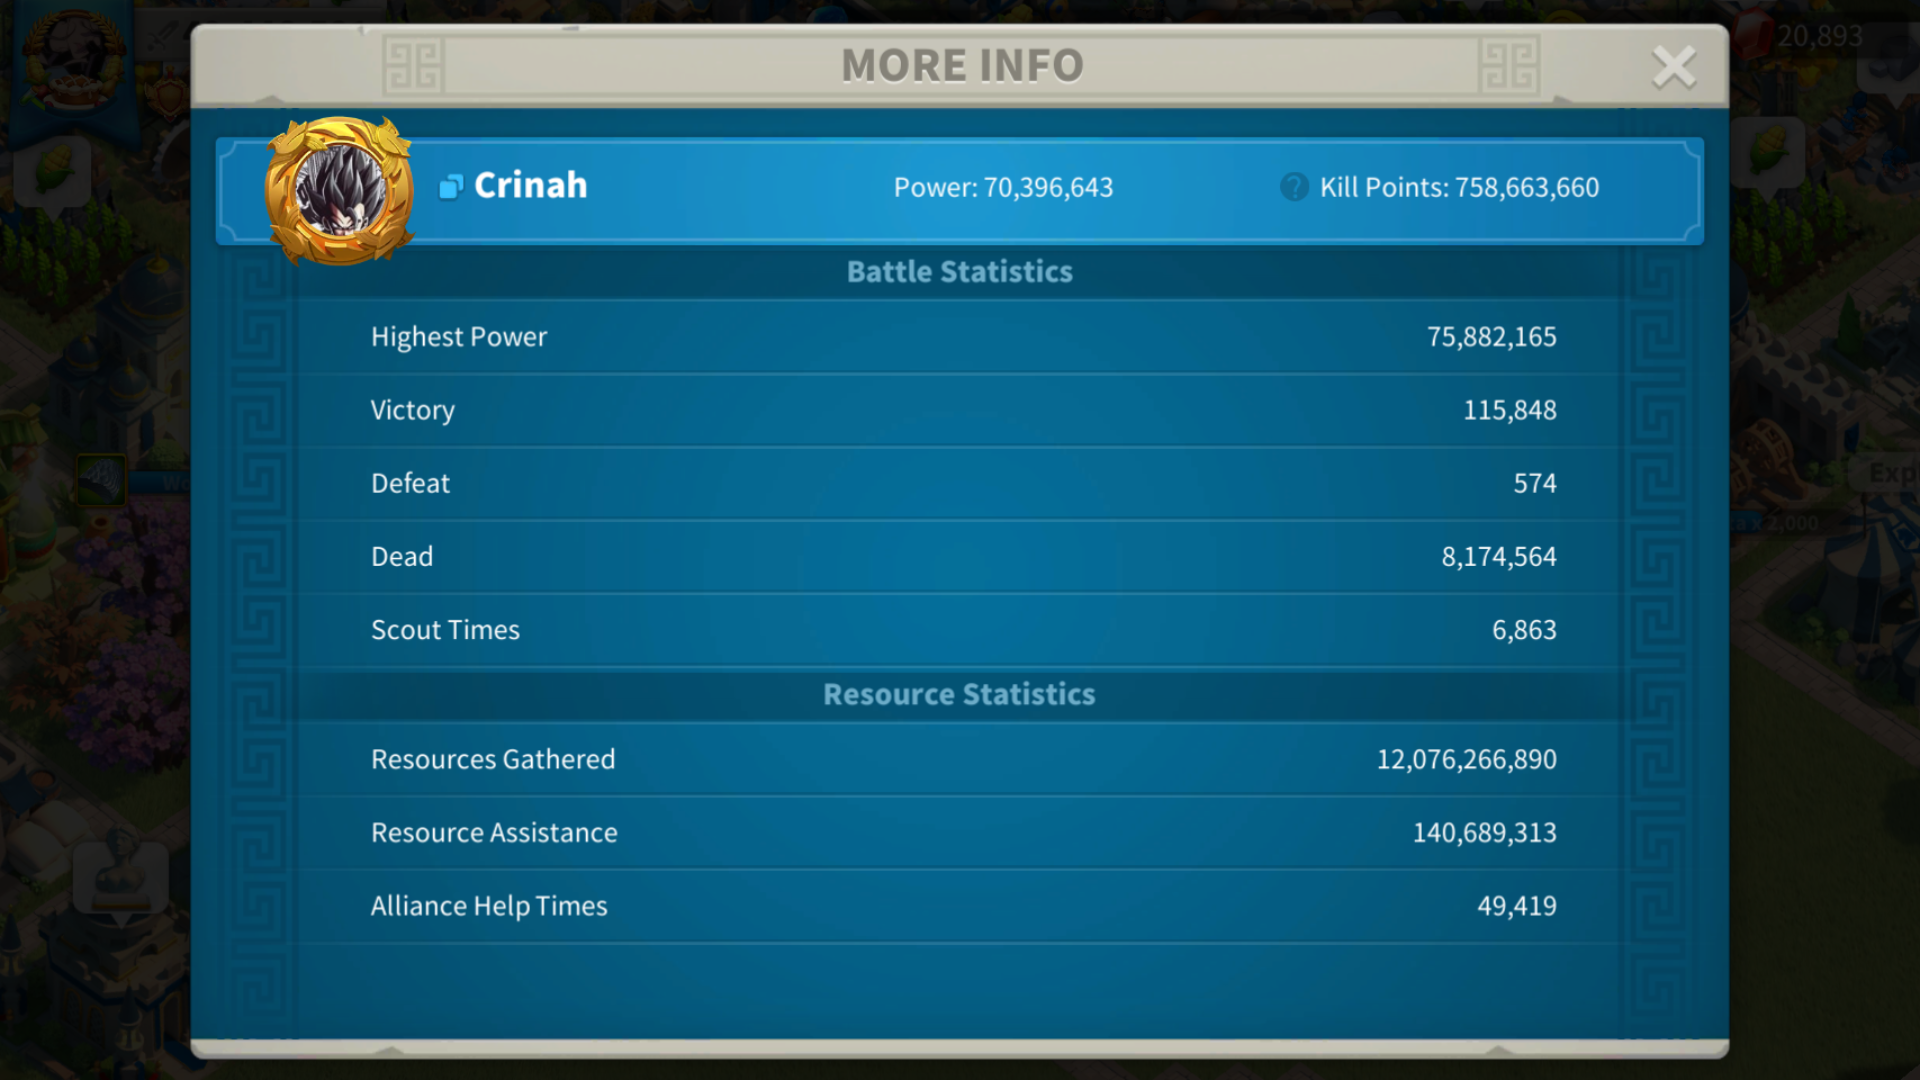 20,893
MORE INFO
Crinah
Power: 70,396,643
Kill Points: 758,663,660
Battle Statistics
Highest Power 75,882,165
Victory 115,848
Defeat 574
Dead 8,174,564
Scout Times 6,863
Resource Statistics
Resources Gathered 12,076,266,890
Resource Assistance 140,689,313
Alliance Help Times 49,419